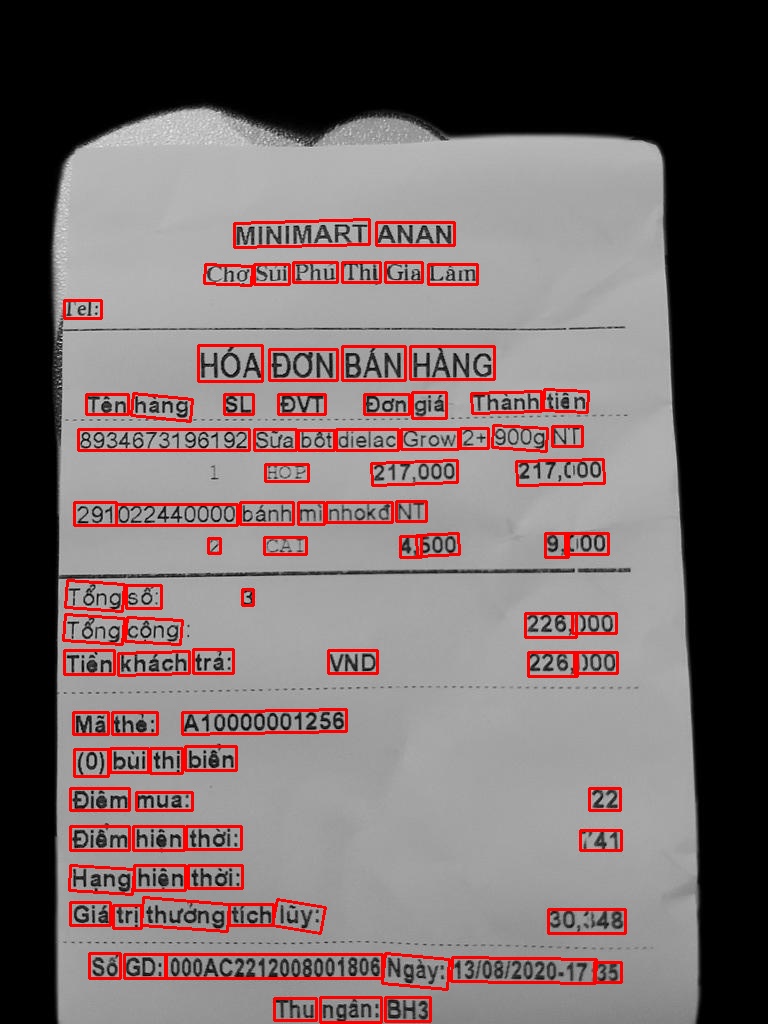 MINIMART ANAN
Chợ Sủi Phú Thị Gia Lâm
Tel:
HÓA ĐƠN BÁN HÀNG
Tên hàng SL ĐVT Đơn giá Thành tiền
8934673196192 Sữa bột dielac Grow 2+ 900g NT
1 HOP 217,000 217,000
291022440000 bánh mì nhokđ NT
2 CAI 4,500 9,000
Tổng số: 3
Tổng cộng : 226,000
Tiền khách trả: VND 226,000
Mã thẻ: A10000001256
(0) bùi thị biển
Điểm mua: 22
Điểm hiện thời:
Hạng hiện thời:
Giá trị thưởng tích lũy:
Số GD: 000AC2212008001806 Ngày: 13/08/2020-17:35
Thu ngân: BH3